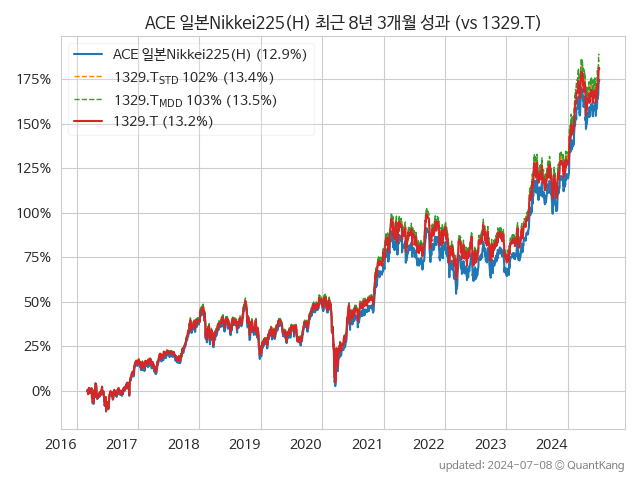 ACE 일본Nikkei225(H) 최근 8년 3개월 성과 (vs 1329.T)
ACE 일본Nikkei225(H) (12.9%)
1329.TSTD 102% (13.4%)
1329.TMDD 103% (13.5%)
1329.T (13.2%)
175%
150%
125%
100%
75%
50%
25%
0%
2016 2017 2018 2019 2020 2021 2022 2023 2024
updated: 2024-07-08 © QuantKang